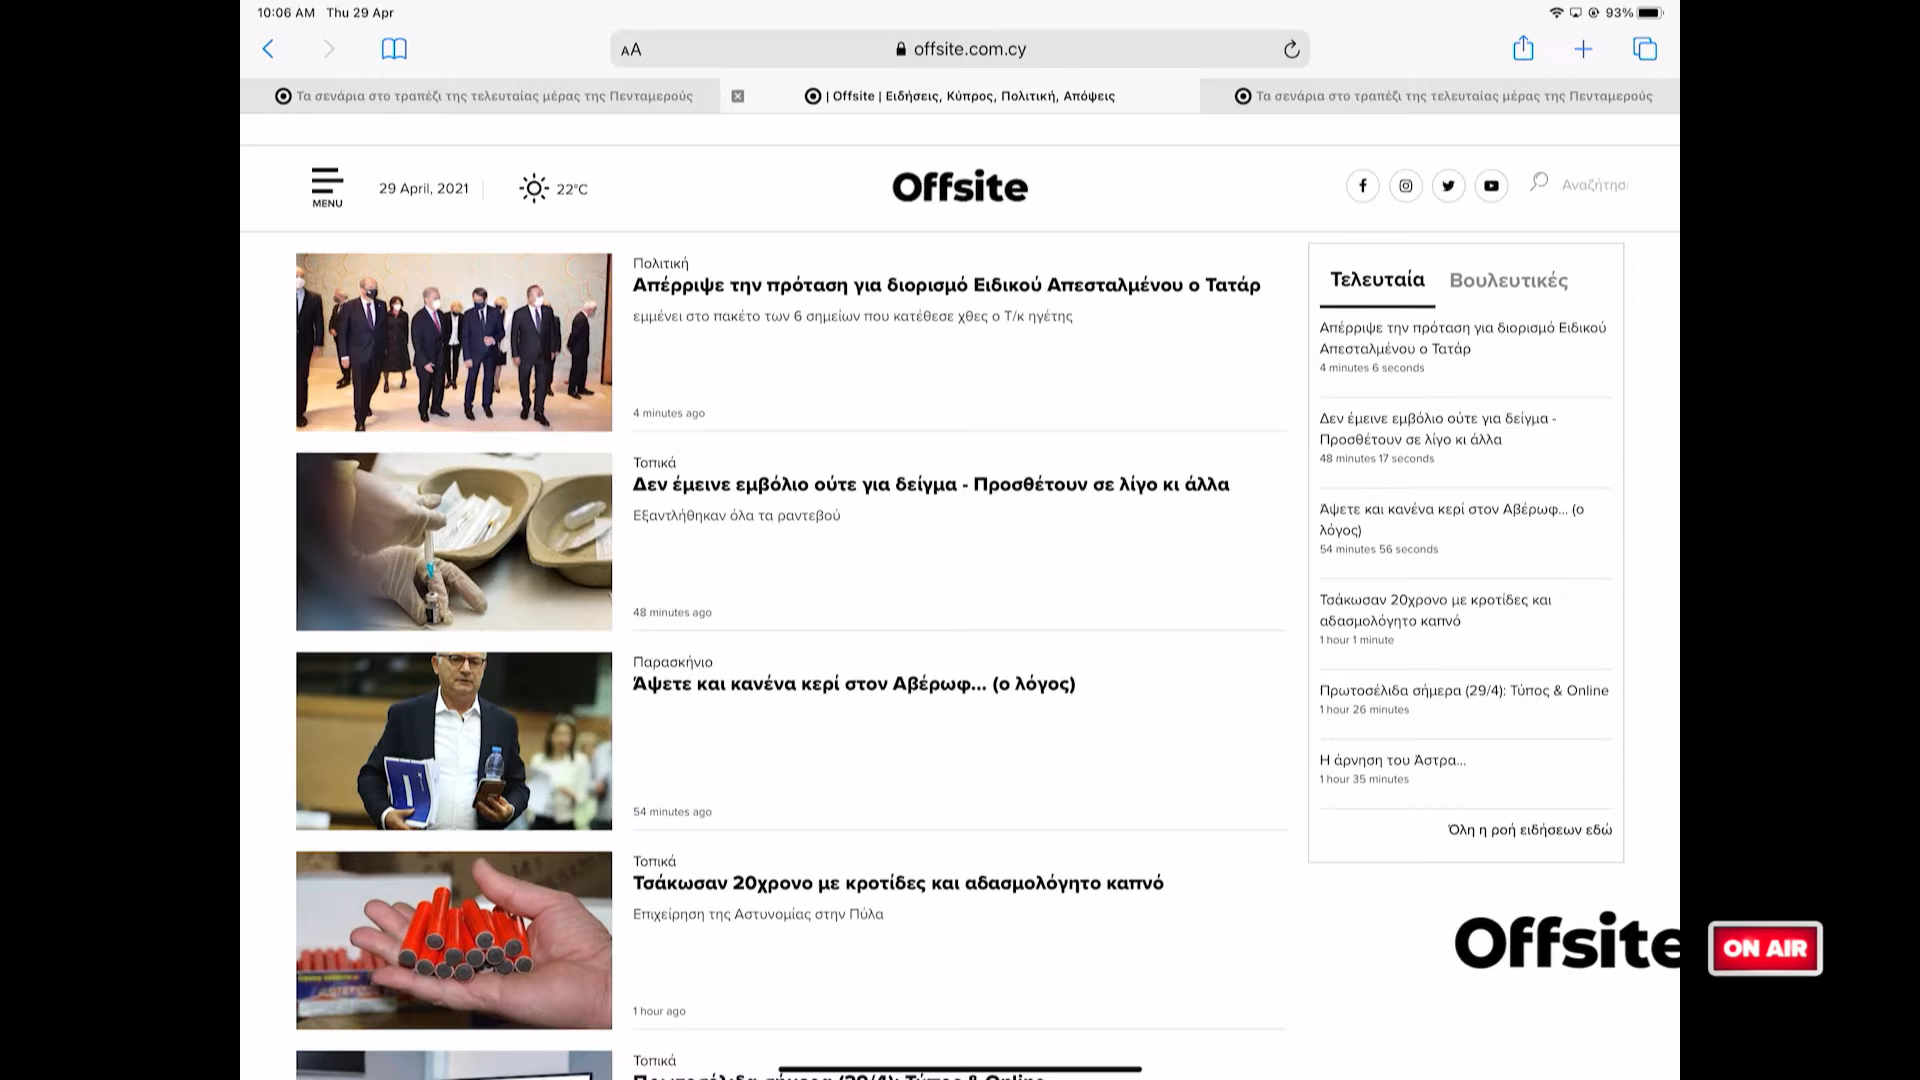 10:06 AM Thu 29 Apr
93%
AA
offsite.com.cy
Τα σενάρια στο τραπέζι της τελευταίας μέρας της Πενταμερούς
| Offsite | Ειδήσεις, Κύπρος, Πολιτική, Απόψεις
Τα σενάρια στο τραπέζι της τελευταίας μέρας της Πενταμερούς
MENU
29 April, 2021
22°C
Offsite
Αναζήτησ
Πολιτική
Απέρριψε την πρόταση για διορισμό Ειδικού Απεσταλμένου ο Τατάρ
εμμένει στο πακέτο των 6 σημείων που κατέθεσε χθες ο Τ/κ ηγέτης
4 minutes ago
Τοπικά
Δεν έμεινε εμβόλιο ούτε για δείγμα - Προσθέτουν σε λίγο κι άλλα
Εξαντλήθηκαν όλα τα ραντεβού
48 minutes ago
Παρασκήνιο
Άψετε και κανένα κερί στον Αβέρωφ... (ο λόγος)
54 minutes ago
Τοπικά
Τσάκωσαν 20χρονο με κροτίδες και αδασμολόγητο καπνό
Επιχείρηση της Αστυνομίας στην Πύλα
1 hour ago
Τοπικά
Πρωτοσέλιδα σήμερα (29/4): Τύπος & Online
Τελευταία
Βουλευτικές
Απέρριψε την πρόταση για διορισμό Ειδικού
Απεσταλμένου ο Τατάρ
4 minutes 6 seconds
Δεν έμεινε εμβόλιο ούτε για δείγμα -
Προσθέτουν σε λίγο κι άλλα
48 minutes 17 seconds
Άψετε και κανένα κερί στον Αβέρωφ... (ο
λόγος)
54 minutes 56 seconds
Τσάκωσαν 20χρονο με κροτίδες και
αδασμολόγητο καπνό
1 hour 1 minute
Πρωτοσέλιδα σήμερα (29/4): Τύπος & Online
1 hour 26 minutes
Η άρνηση του Άστρα...
1 hour 35 minutes
Όλη η ροή ειδήσεων εδώ
Offsite
ON AIR